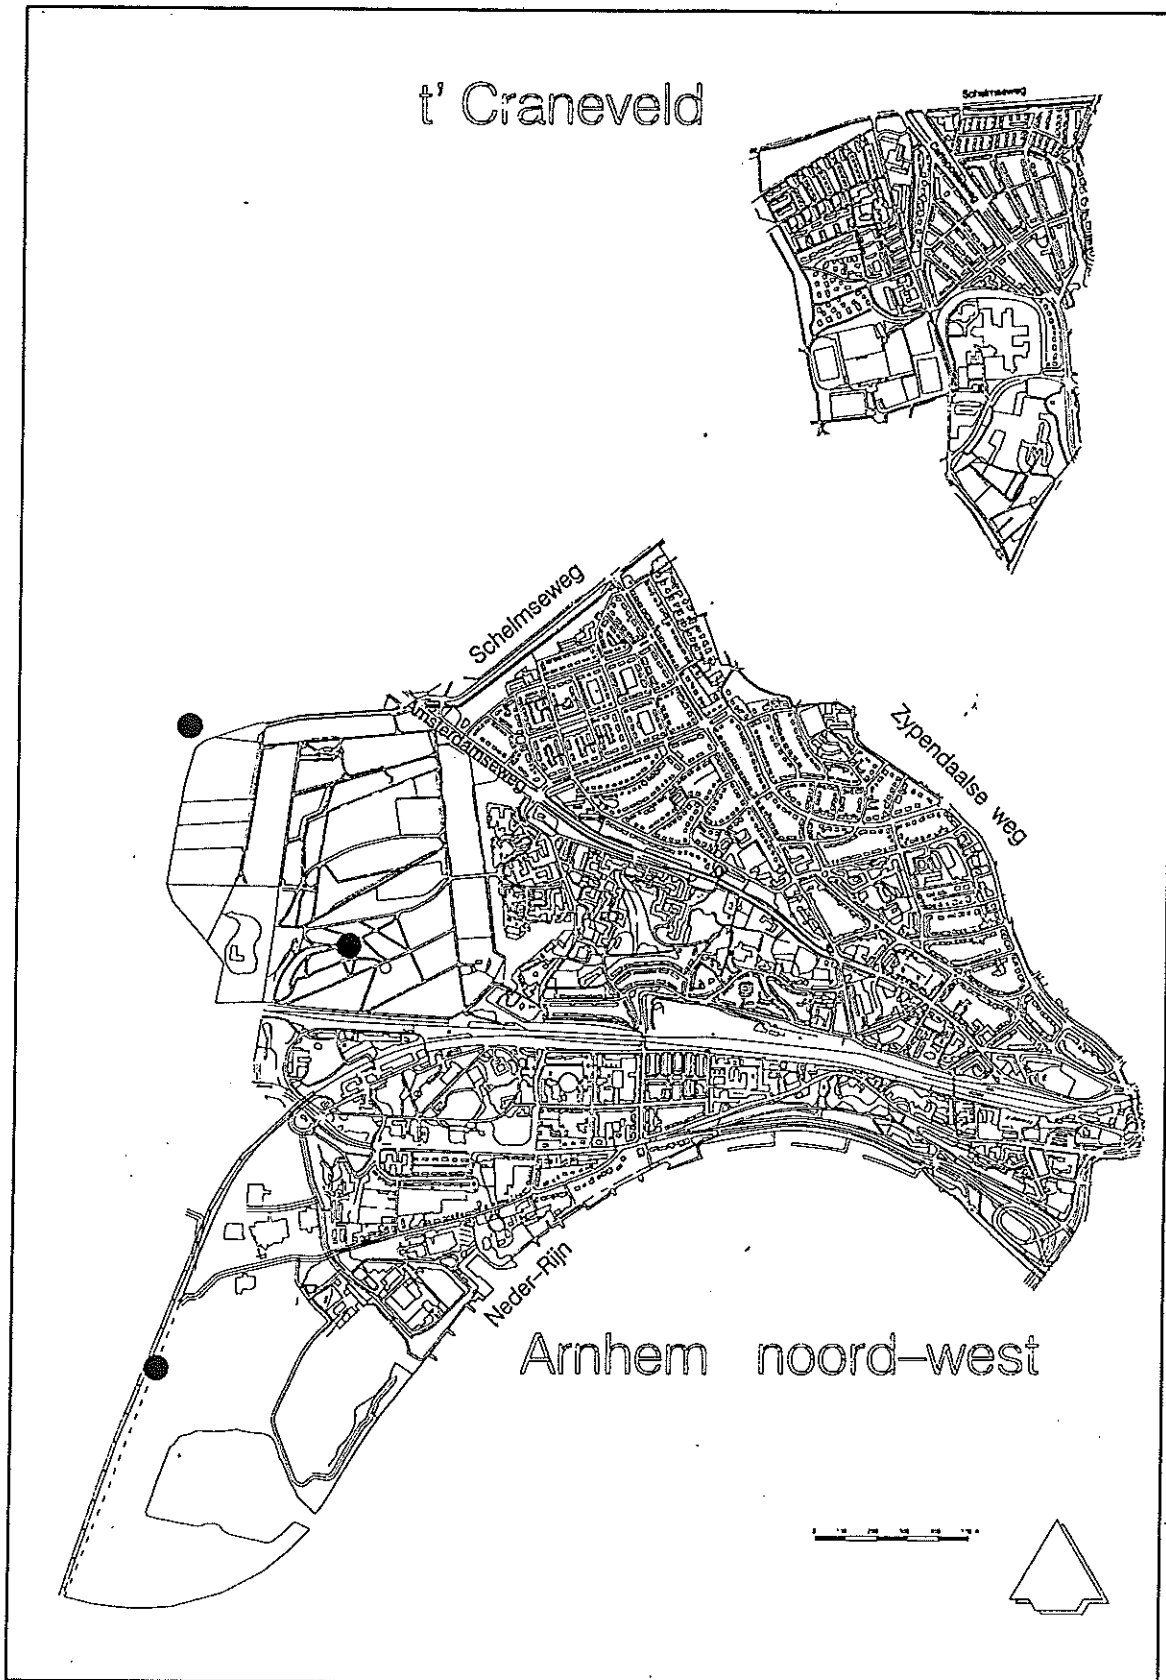 t' Craneveld
Schelmseweg
Schelmseweg
Amsterdamseweg
Zypendaalse weg
Neder-Rijn
Arnhem noord-west